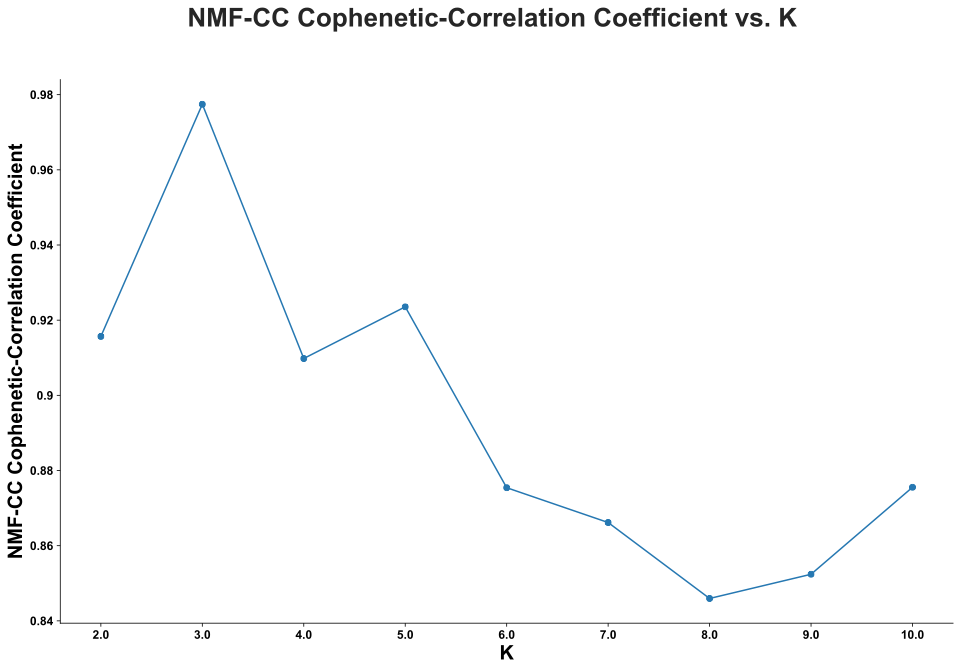 NMF-CC Cophenetic-Correlation Coefficient vs. K
NMF-CC Cophenetic-Correlation Coefficient
0.98
0.96
0.94
0.92
0.9
0.88
0.86
0.84
2.0 3.0 4.0 5.0 6.0 7.0 8.0 9.0 10.0
K